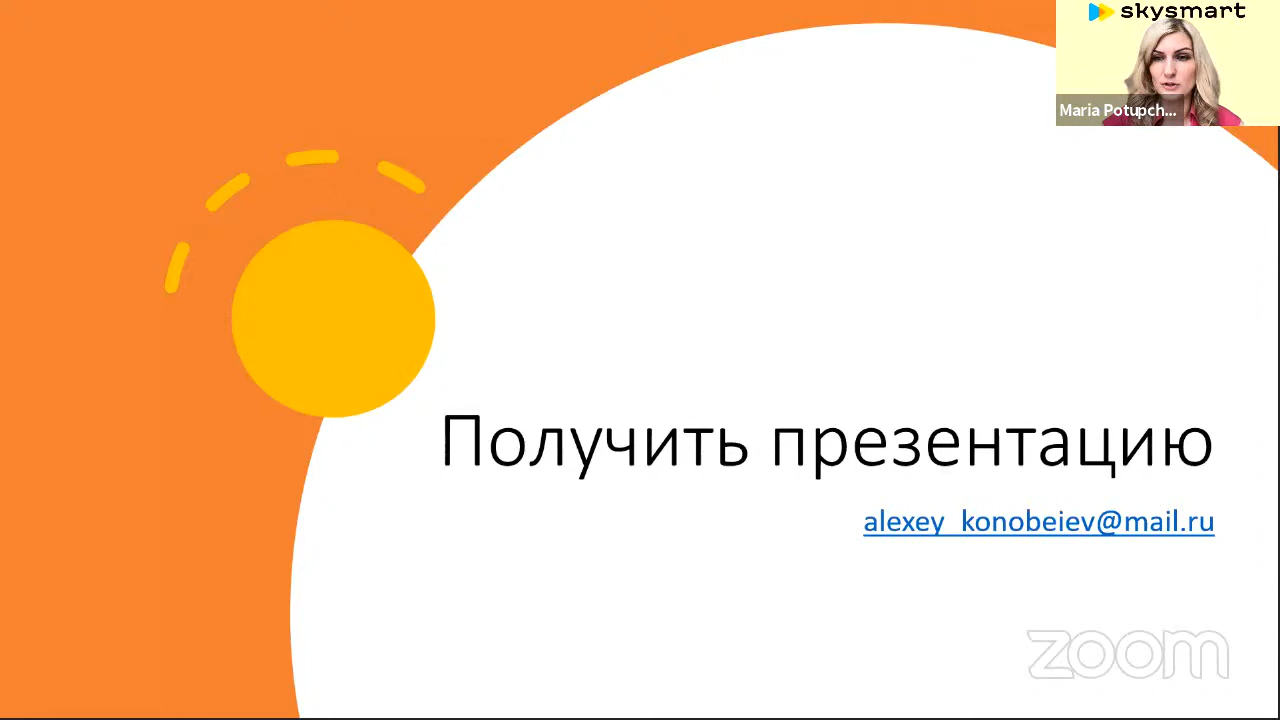 skysmart
Maria Potupch...
Получить презентацию
alexey_konobeiev@mail.ru
zoom